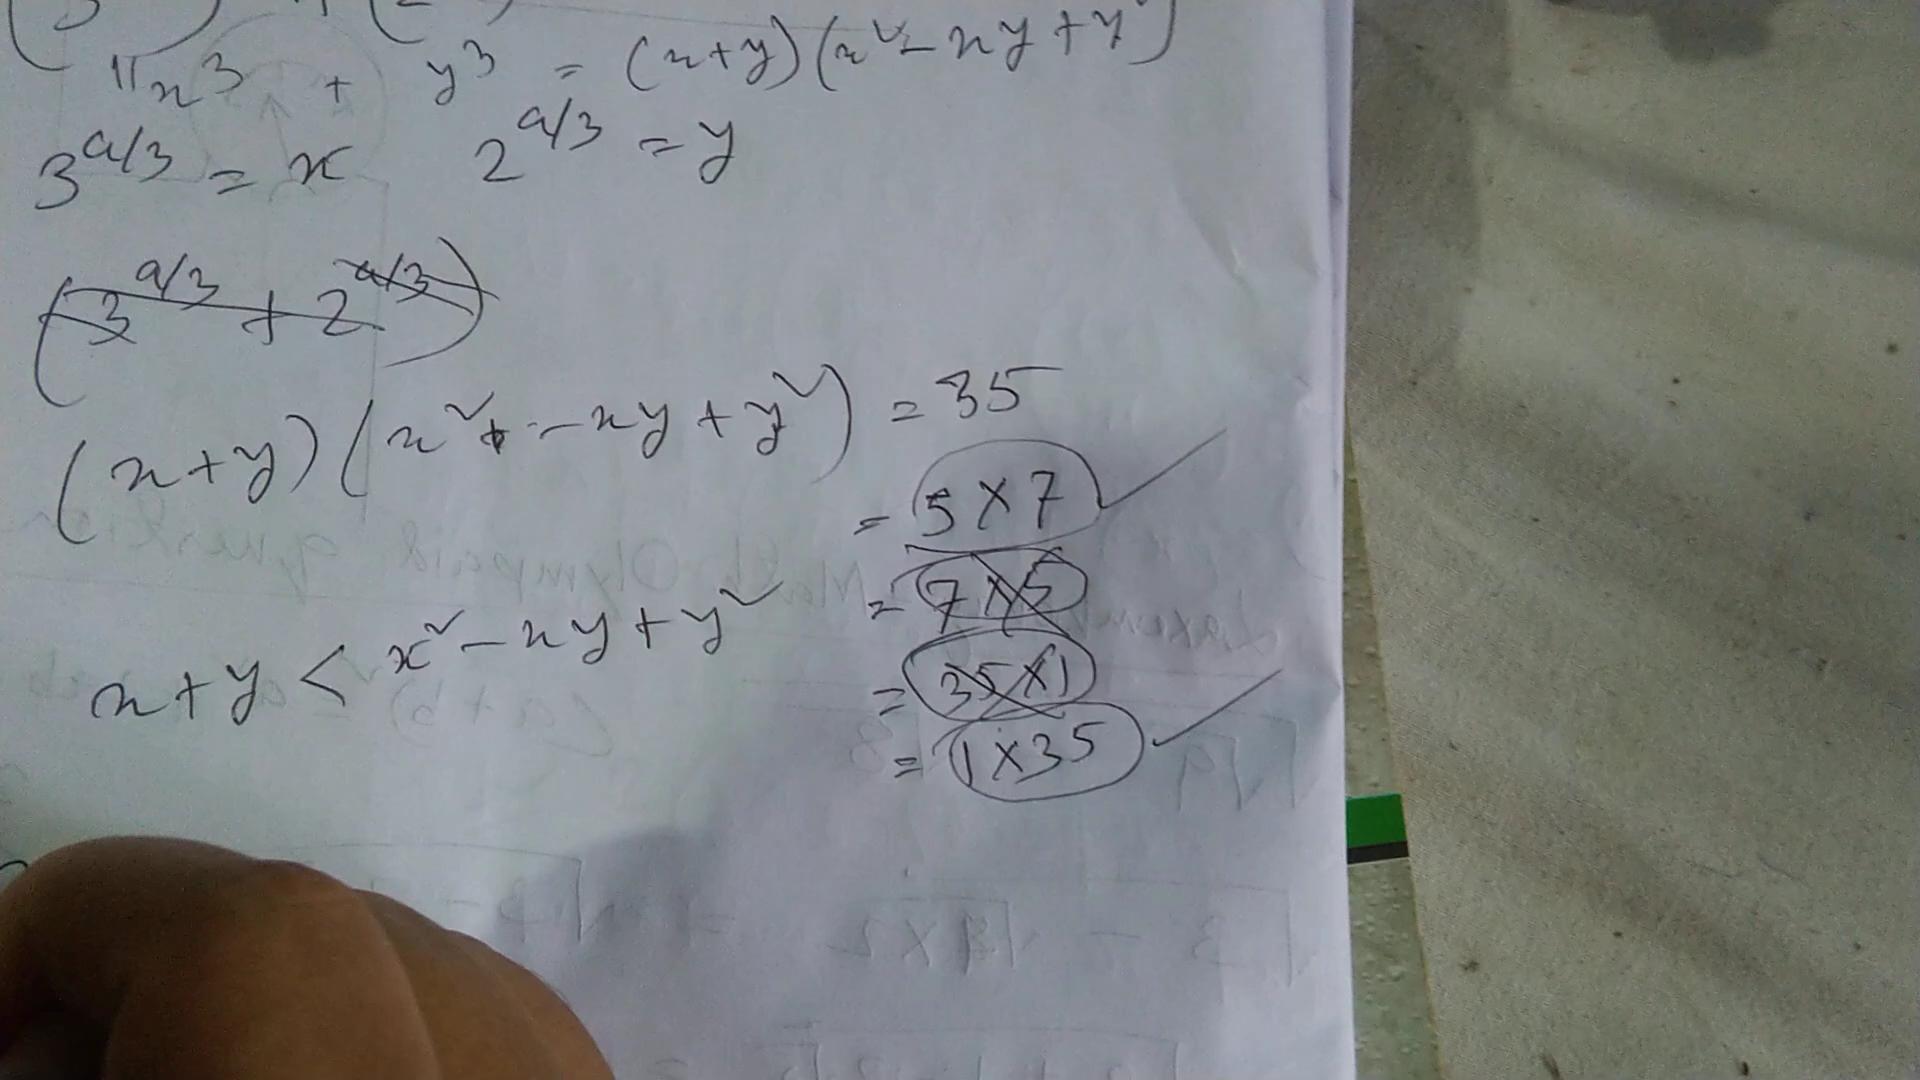 x³ + y³ = (x+y)(x² - xy + y²)
3^a/3 = x 2^a/3 = y
(3^a/3 + 2^a/3)
(x+y)(x² - xy + y²) = 35
= 5 × 7
= 7 × 5
x+y < x² - xy + y²
= 35 × 1
= 1 × 35